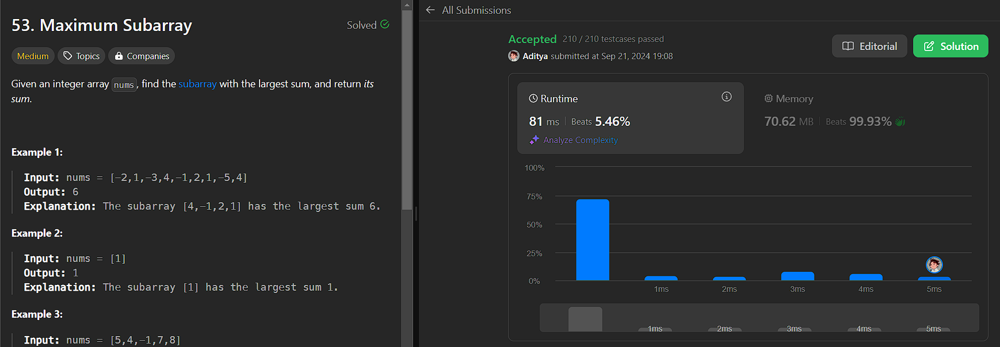 53. Maximum Subarray
Solved
Medium
Topics
Companies
Given an integer array nums, find the subarray with the largest sum, and return its
sum.
Example 1:
Input: nums = [-2,1,-3,4,-1,2,1,-5,4]
Output: 6
Explanation: The subarray [4,-1,2,1] has the largest sum 6.
Example 2:
Input: nums = [1]
Output: 1
Explanation: The subarray [1] has the largest sum 1.
Example 3:
Input: nums = [5,4,-1,7,8]
All Submissions
Accepted 210 / 210 testcases passed
Aditya submitted at Sep 21, 2024 19:08
Editorial
Solution
Runtime
81 ms Beats 5.46%
Analyze Complexity
Memory
70.62 MB Beats 99.93%
100%
75%
50%
25%
0%
1ms 2ms 3ms 4ms 5ms
1ms 2ms 3ms 4ms 5ms